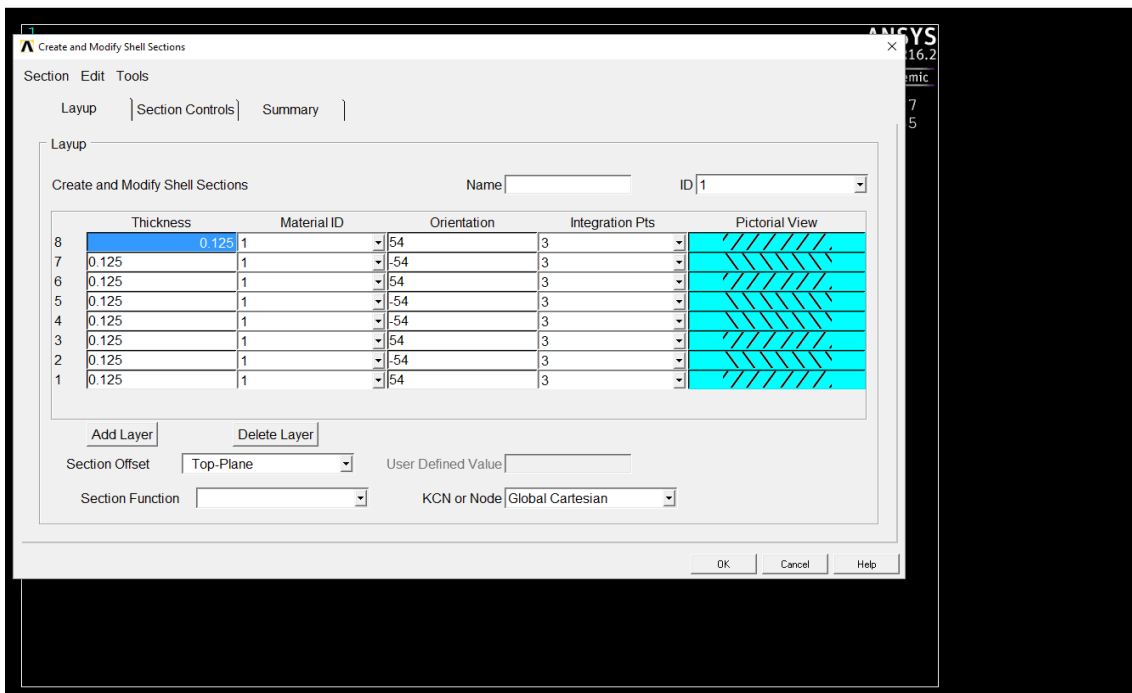 1
ANSYS
Create and Modify Shell Sections
16.2
Section Edit Tools
emic
Layup Section Controls Summary
7
5
Layup
Create and Modify Shell Sections Name ID 1
Thickness Material ID Orientation Integration Pts Pictorial View
8 0.125 1 54 3
7 0.125 1 -54 3
6 0.125 1 54 3
5 0.125 1 -54 3
4 0.125 1 -54 3
3 0.125 1 54 3
2 0.125 1 -54 3
1 0.125 1 54 3
Add Layer Delete Layer
Section Offset Top-Plane User Defined Value
Section Function KCN or Node Global Cartesian
OK Cancel Help